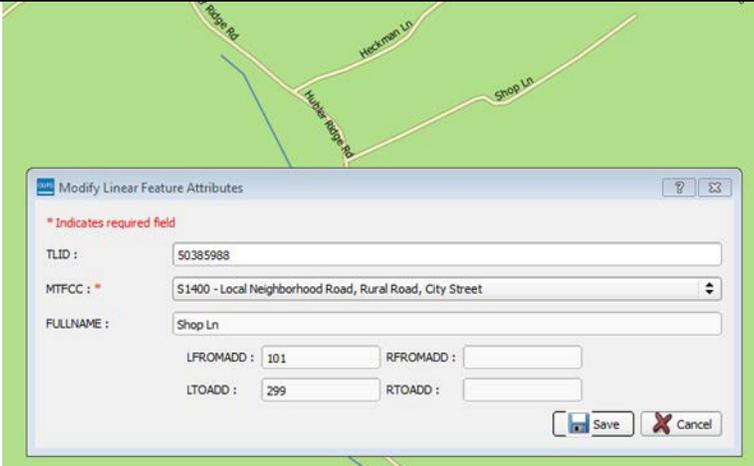 Hubler Ridge Rd
Heckman Ln
Shop Ln
Hubler Ridge Rd
GUPS Modify Linear Feature Attributes ?
* Indicates required field
TLID : 50385988
MTFCC : * S1400 - Local Neighborhood Road, Rural Road, City Street
FULLNAME : Shop Ln
LFROMADD : 101 RFROMADD :
LTOADD : 299 RTOADD :
Save Cancel